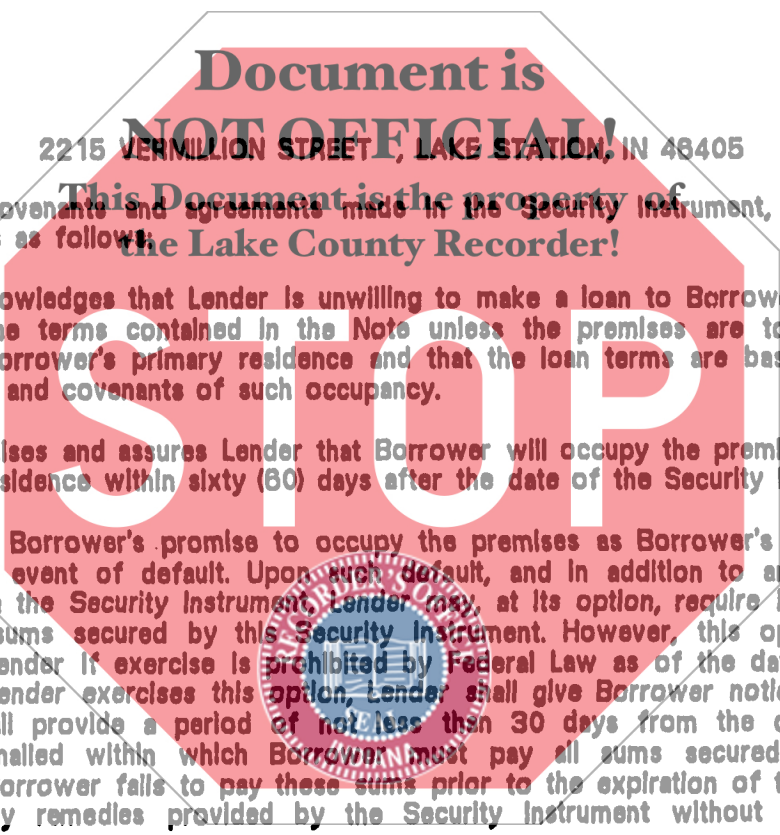 Document is
NOT OFFICIAL!
2215 VERMILLION STREET , LAKE STATION, IN 46405
This Document is the property of
ovenants and agreements made in the Security Instrument,
the Lake County Recorder!
s as follows:
owledges that Lender is unwilling to make a loan to Borrow
e terms contained in the Note unless the premises are to
orrower's primary residence and that the loan terms are bas
and covenants of such occupancy.
STOP
ises and assures Lender that Borrower will occupy the premi
sidence within sixty (60) days after the date of the Security
Borrower's promise to occupy the premises as Borrower's
event of default. Upon such default, and in addition to a
the Security Instrument, Lender may, at its option, require
sums secured by this Security Instrument. However, this o
ender if exercise is prohibited by Federal Law as of the da
ender exercises this option, Lender shall give Borrower noti
ll provide a period of not less than 30 days from the
mailed within which Borrower must pay all sums secured
orrower fails to pay these sums prior to the expiration of
y remedies provided by the Security Instrument without
RECORDER'S OFFICE
SEAL
INDIANA